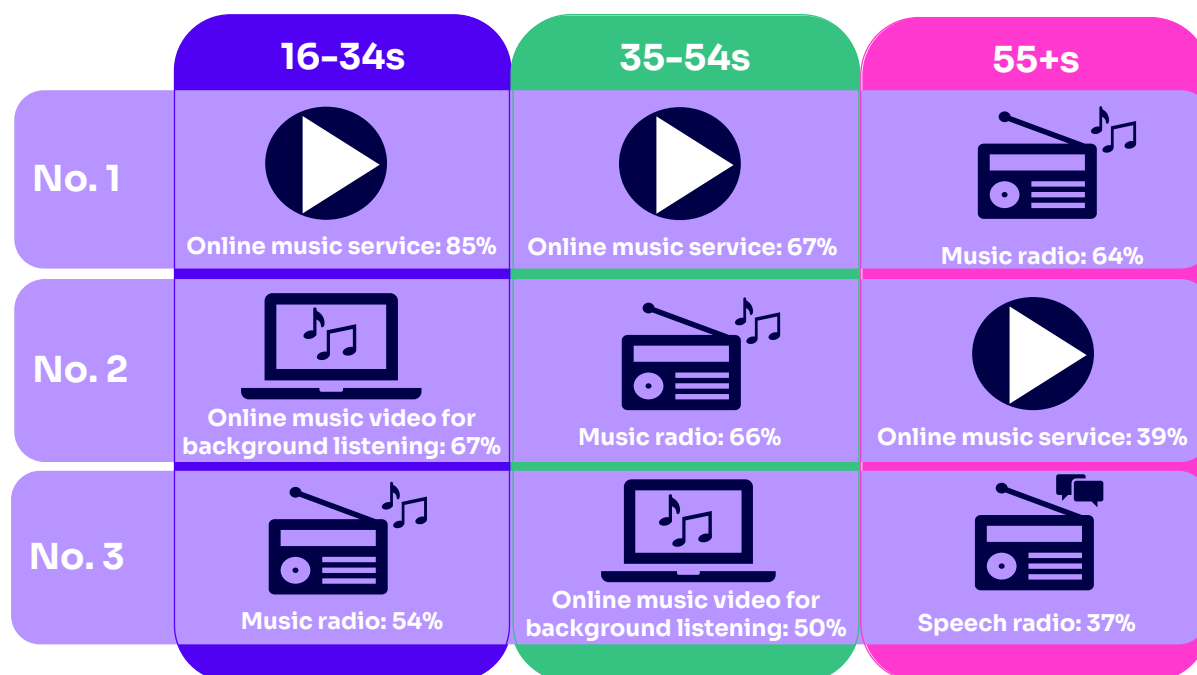 16-34s
35-54s
55+s
No. 1
Online music service: 85%
Online music service: 67%
Music radio: 64%
No. 2
Online music video for
background listening: 67%
Music radio: 66%
Online music service: 39%
No. 3
Music radio: 54%
Online music video for
background listening: 50%
Speech radio: 37%